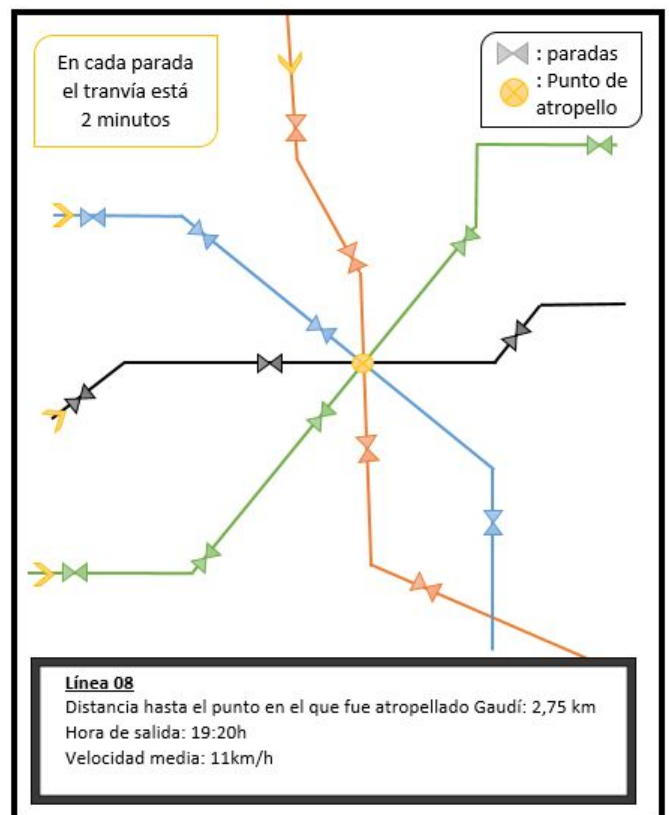 En cada parada
el tranvía está
2 minutos
: paradas
: Punto de
atropello
Línea 08
Distancia hasta el punto en el que fue atropellado Gaudí: 2,75 km
Hora de salida: 19:20h
Velocidad media: 11km/h